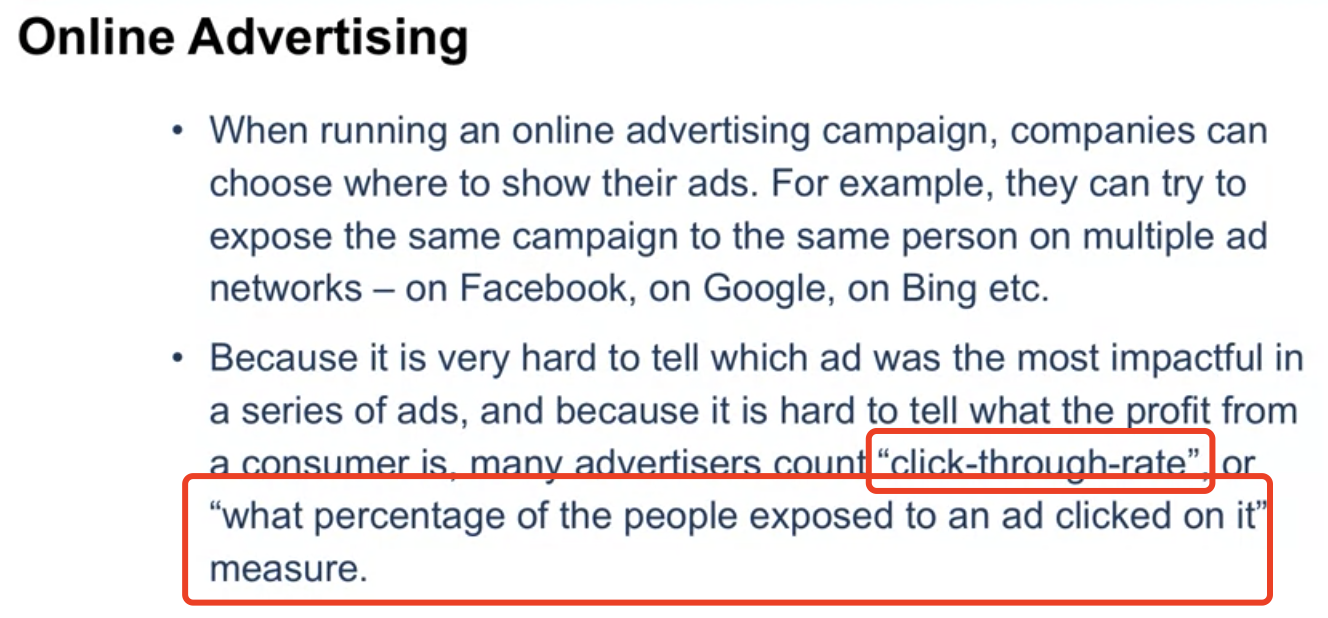 Online Advertising
• When running an online advertising campaign, companies can
choose where to show their ads. For example, they can try to
expose the same campaign to the same person on multiple ad
networks – on Facebook, on Google, on Bing etc.
• Because it is very hard to tell which ad was the most impactful in
a series of ads, and because it is hard to tell what the profit from
a consumer is, many advertisers count “click-through-rate”, or
“what percentage of the people exposed to an ad clicked on it”
measure.